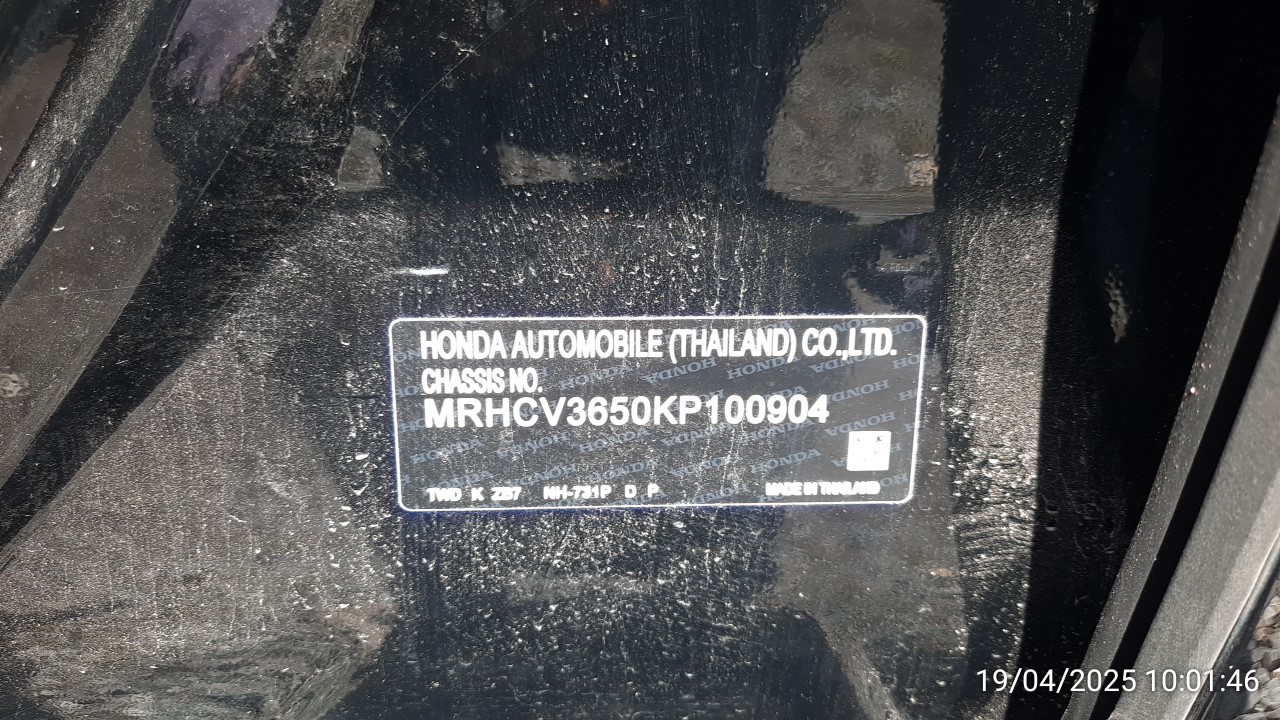 HONDA AUTOMOBILE (THAILAND) CO.,LTD.
CHASSIS NO.
MRHCV3650KP100904
TWD K ZB7 NH-731P D P MADE IN THAILAND
19/04/2025 10:01:46